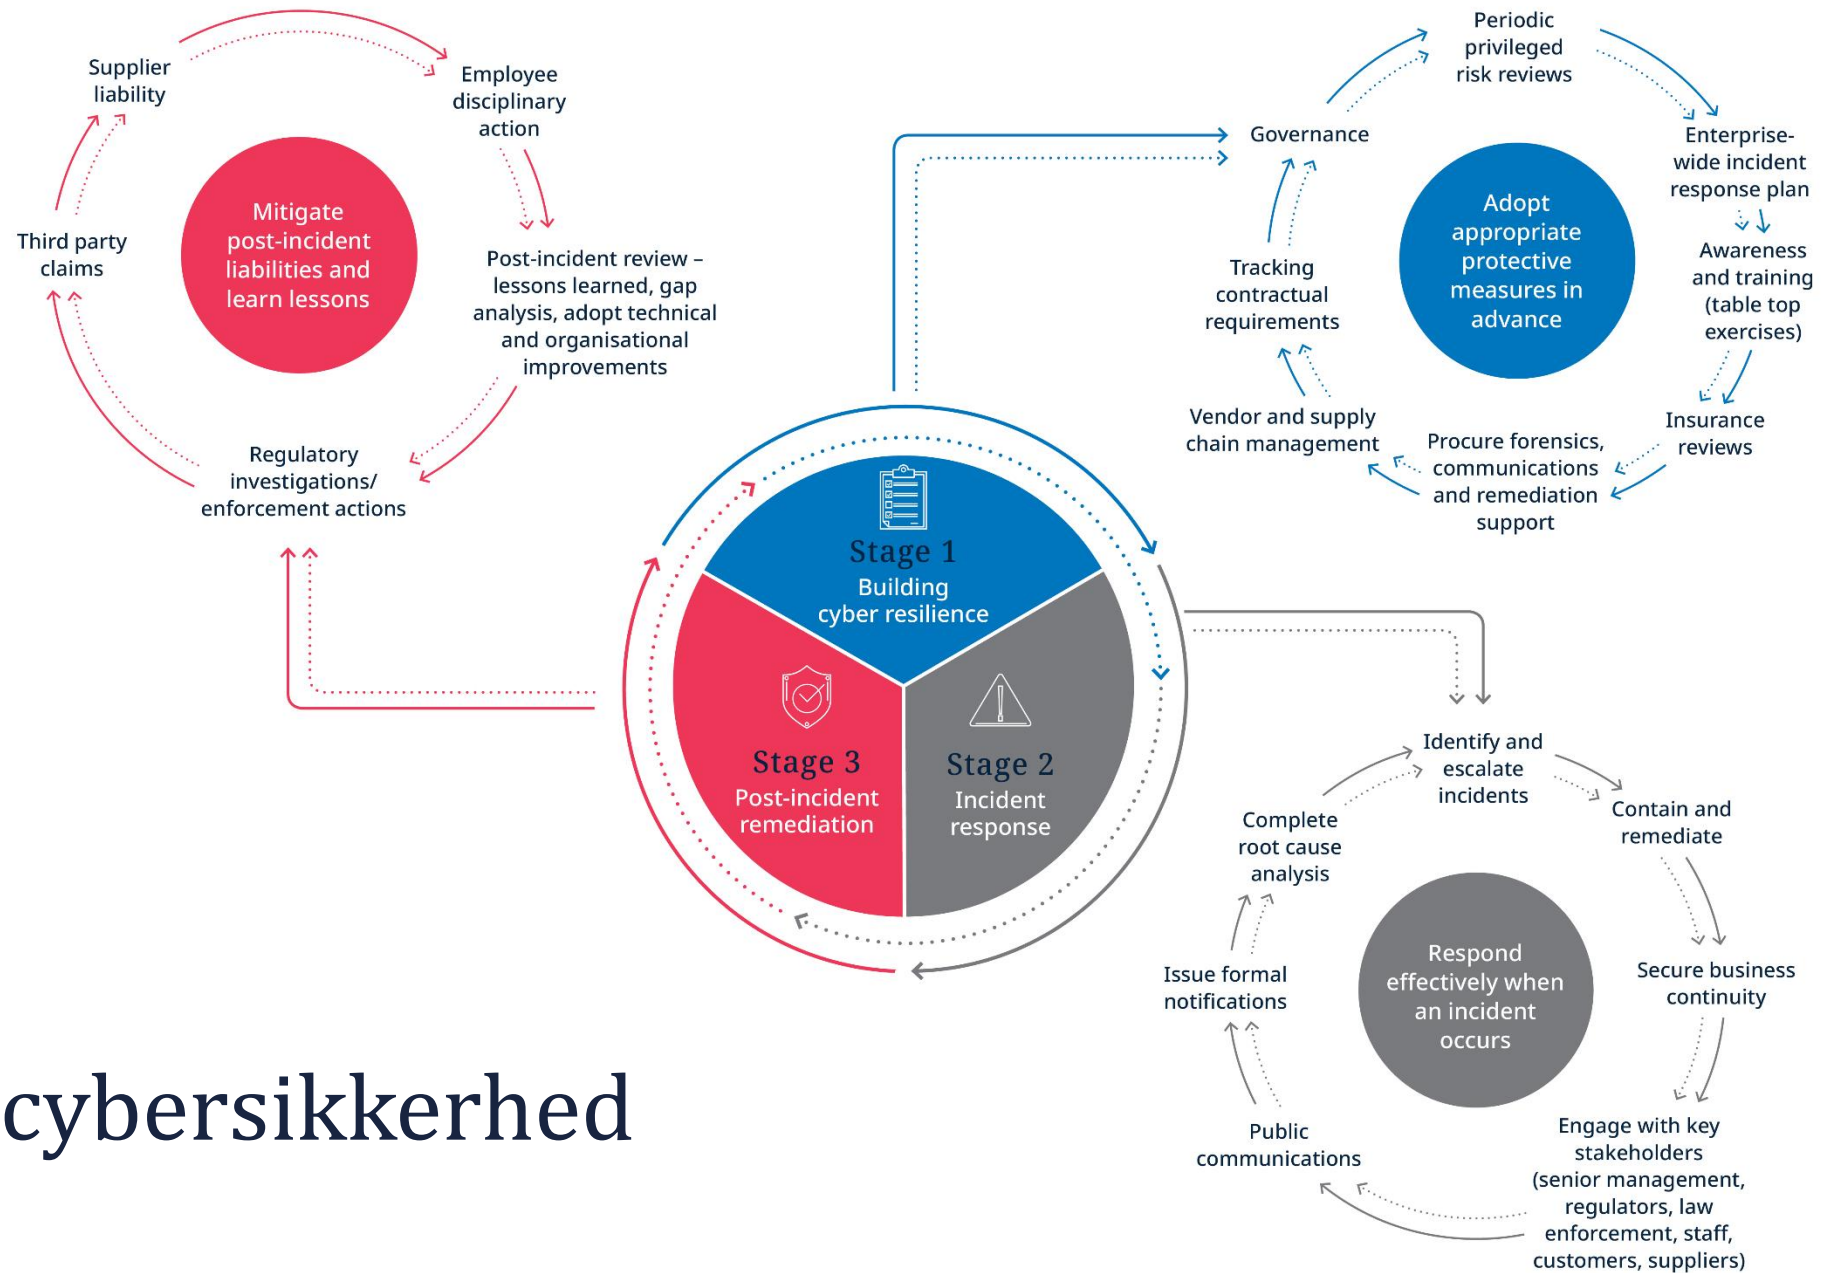 Supplier
liability
Employee
disciplinary
action
Mitigate
post-incident
liabilities and
learn lessons
Third party
claims
Post-incident review –
lessons learned, gap
analysis, adopt technical
and organisational
improvements
Regulatory
investigations/
enforcement actions
Periodic
privileged
risk reviews
Governance
Enterprise-
wide incident
response plan
Adopt
appropriate
protective
measures in
advance
Awareness
and training
(table top
exercises)
Tracking
contractual
requirements
Vendor and supply
chain management
Procure forensics,
communications
and remediation
support
Insurance
reviews
Stage 1
Building
cyber resilience
Stage 3
Post-incident
remediation
Stage 2
Incident
response
Identify and
escalate
incidents
Contain and
remediate
Complete
root cause
analysis
Respond
effectively when
an incident
occurs
Secure business
continuity
Issue formal
notifications
Public
communications
Engage with key
stakeholders
(senior management,
regulators, law
enforcement, staff,
customers, suppliers)
cybersikkerhed